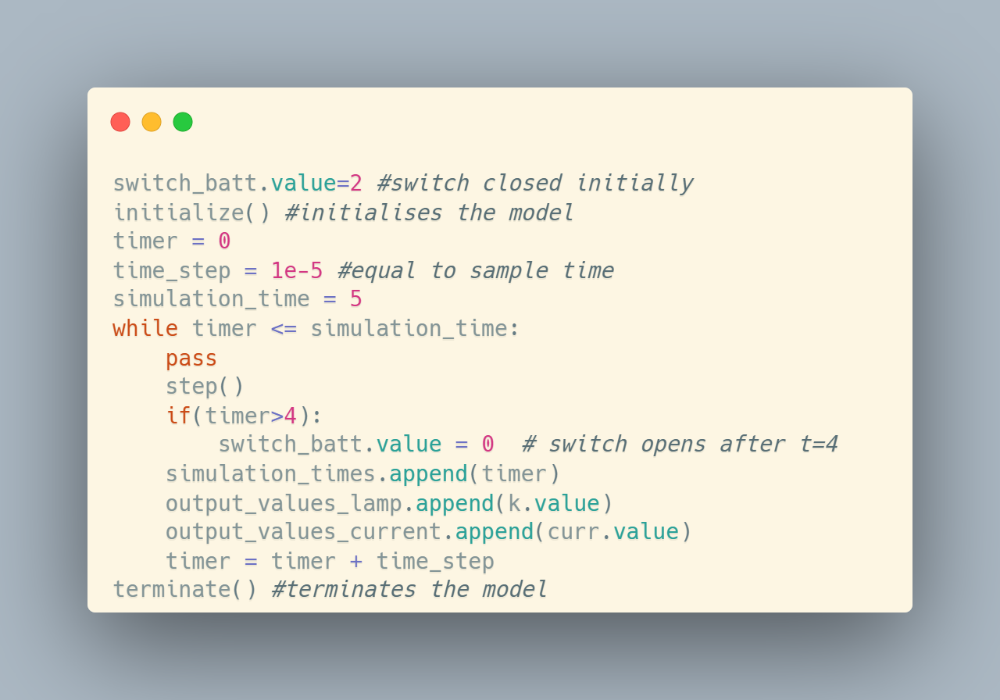 switch_batt.value=2 #switch closed initially
initialize() #initialises the model
timer = 0
time_step = 1e-5 #equal to sample time
simulation_time = 5
while timer <= simulation_time:
    pass
    step()
    if(timer>4):
        switch_batt.value = 0  # switch opens after t=4
    simulation_times.append(timer)
    output_values_lamp.append(k.value)
    output_values_current.append(curr.value)
    timer = timer + time_step
terminate() #terminates the model